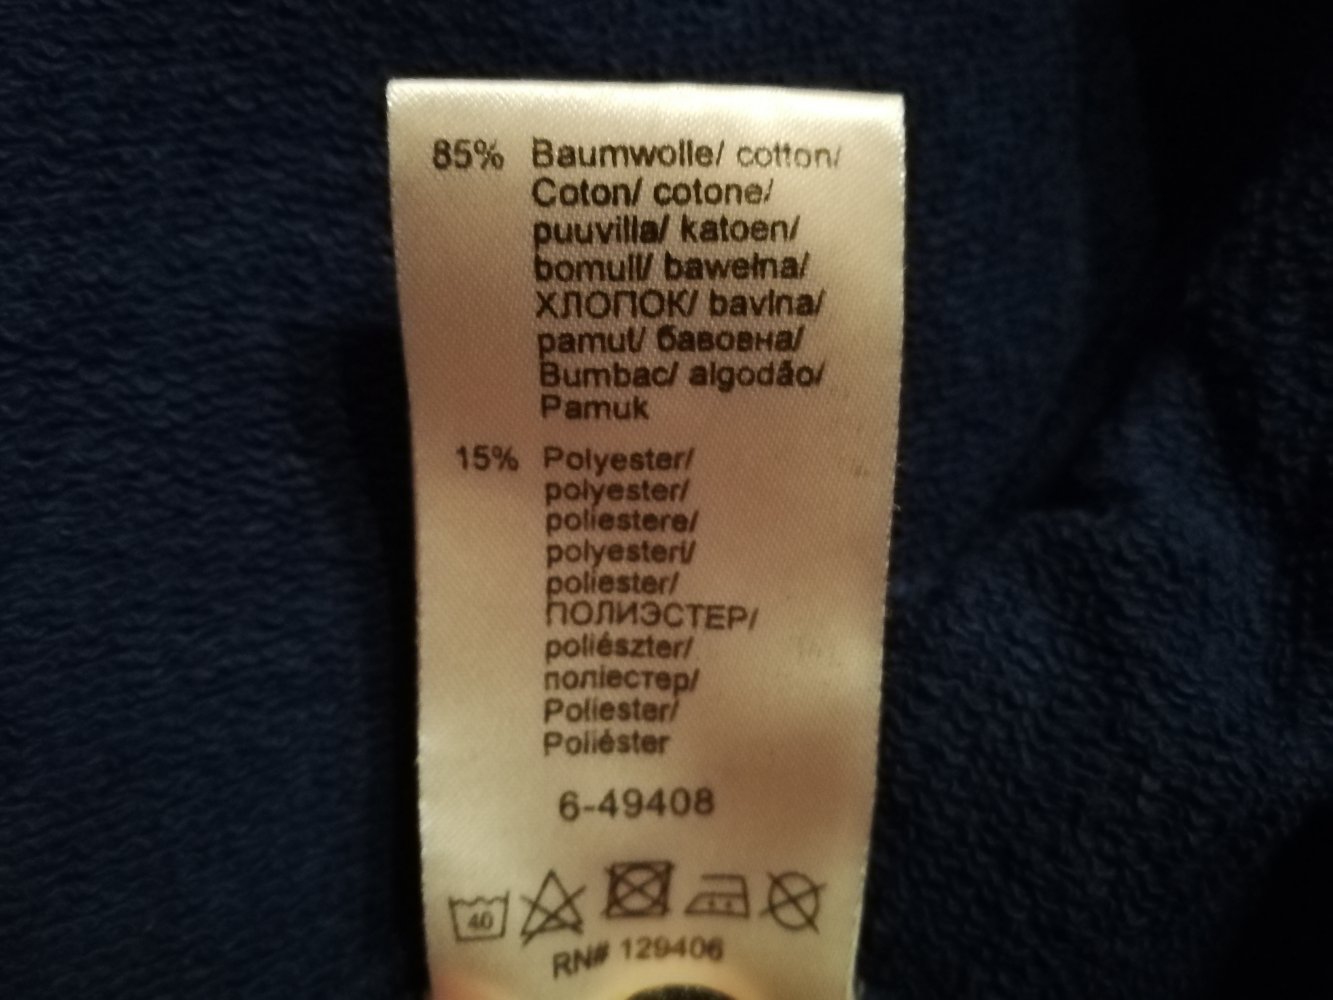 85% Baumwolle/ cotton/
Coton/ cotone/
puuvilla/ katoen/
bomull/ bawełna/
ХЛОПОК/ bavlna/
pamut/ бавовна/
Bumbac/ algodão/
Pamuk
15% Polyester/
polyester/
poliestere/
polyesteri/
poliester/
ПОЛИЭСТЕР/
poliészter/
поліестер/
Poliester/
Poliéster
6-49408
40
RN# 129406